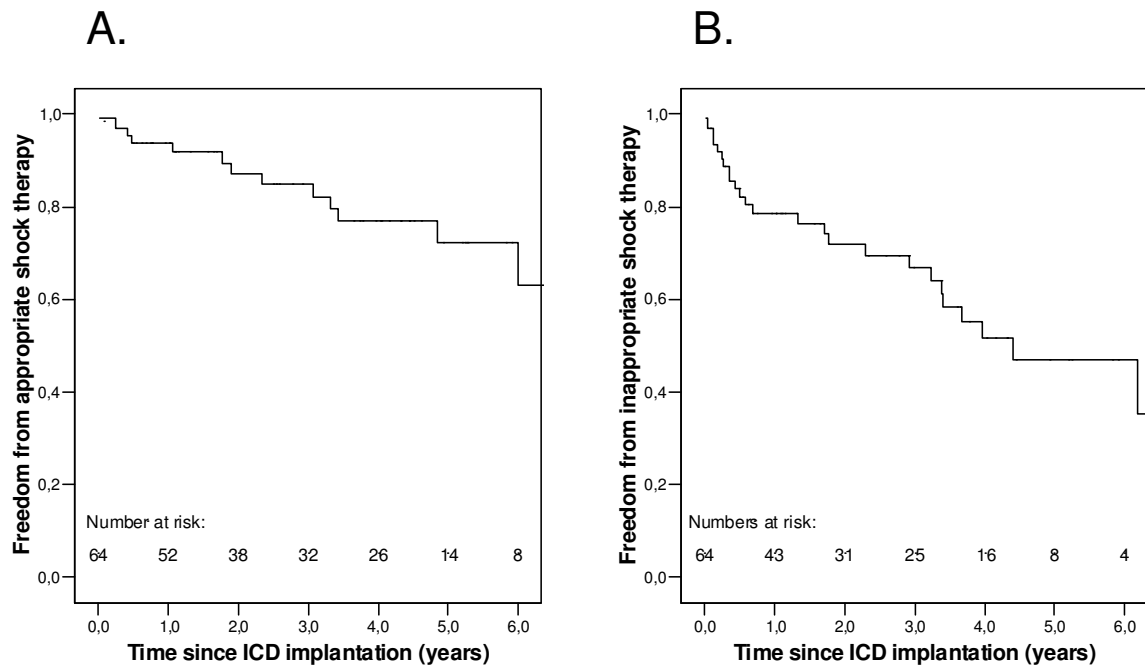 A.
Freedom from appropriate shock therapy
1,0
0,8
0,6
0,4
0,2
0,0
Number at risk:
64 52 38 32 26 14 8
0,0 1,0 2,0 3,0 4,0 5,0 6,0
Time since ICD implantation (years)
B.
Freedom from inappropriate shock therapy
1,0
0,8
0,6
0,4
0,2
0,0
Numbers at risk:
64 43 31 25 16 8 4
0,0 1,0 2,0 3,0 4,0 5,0 6,0
Time since ICD implantation (years)